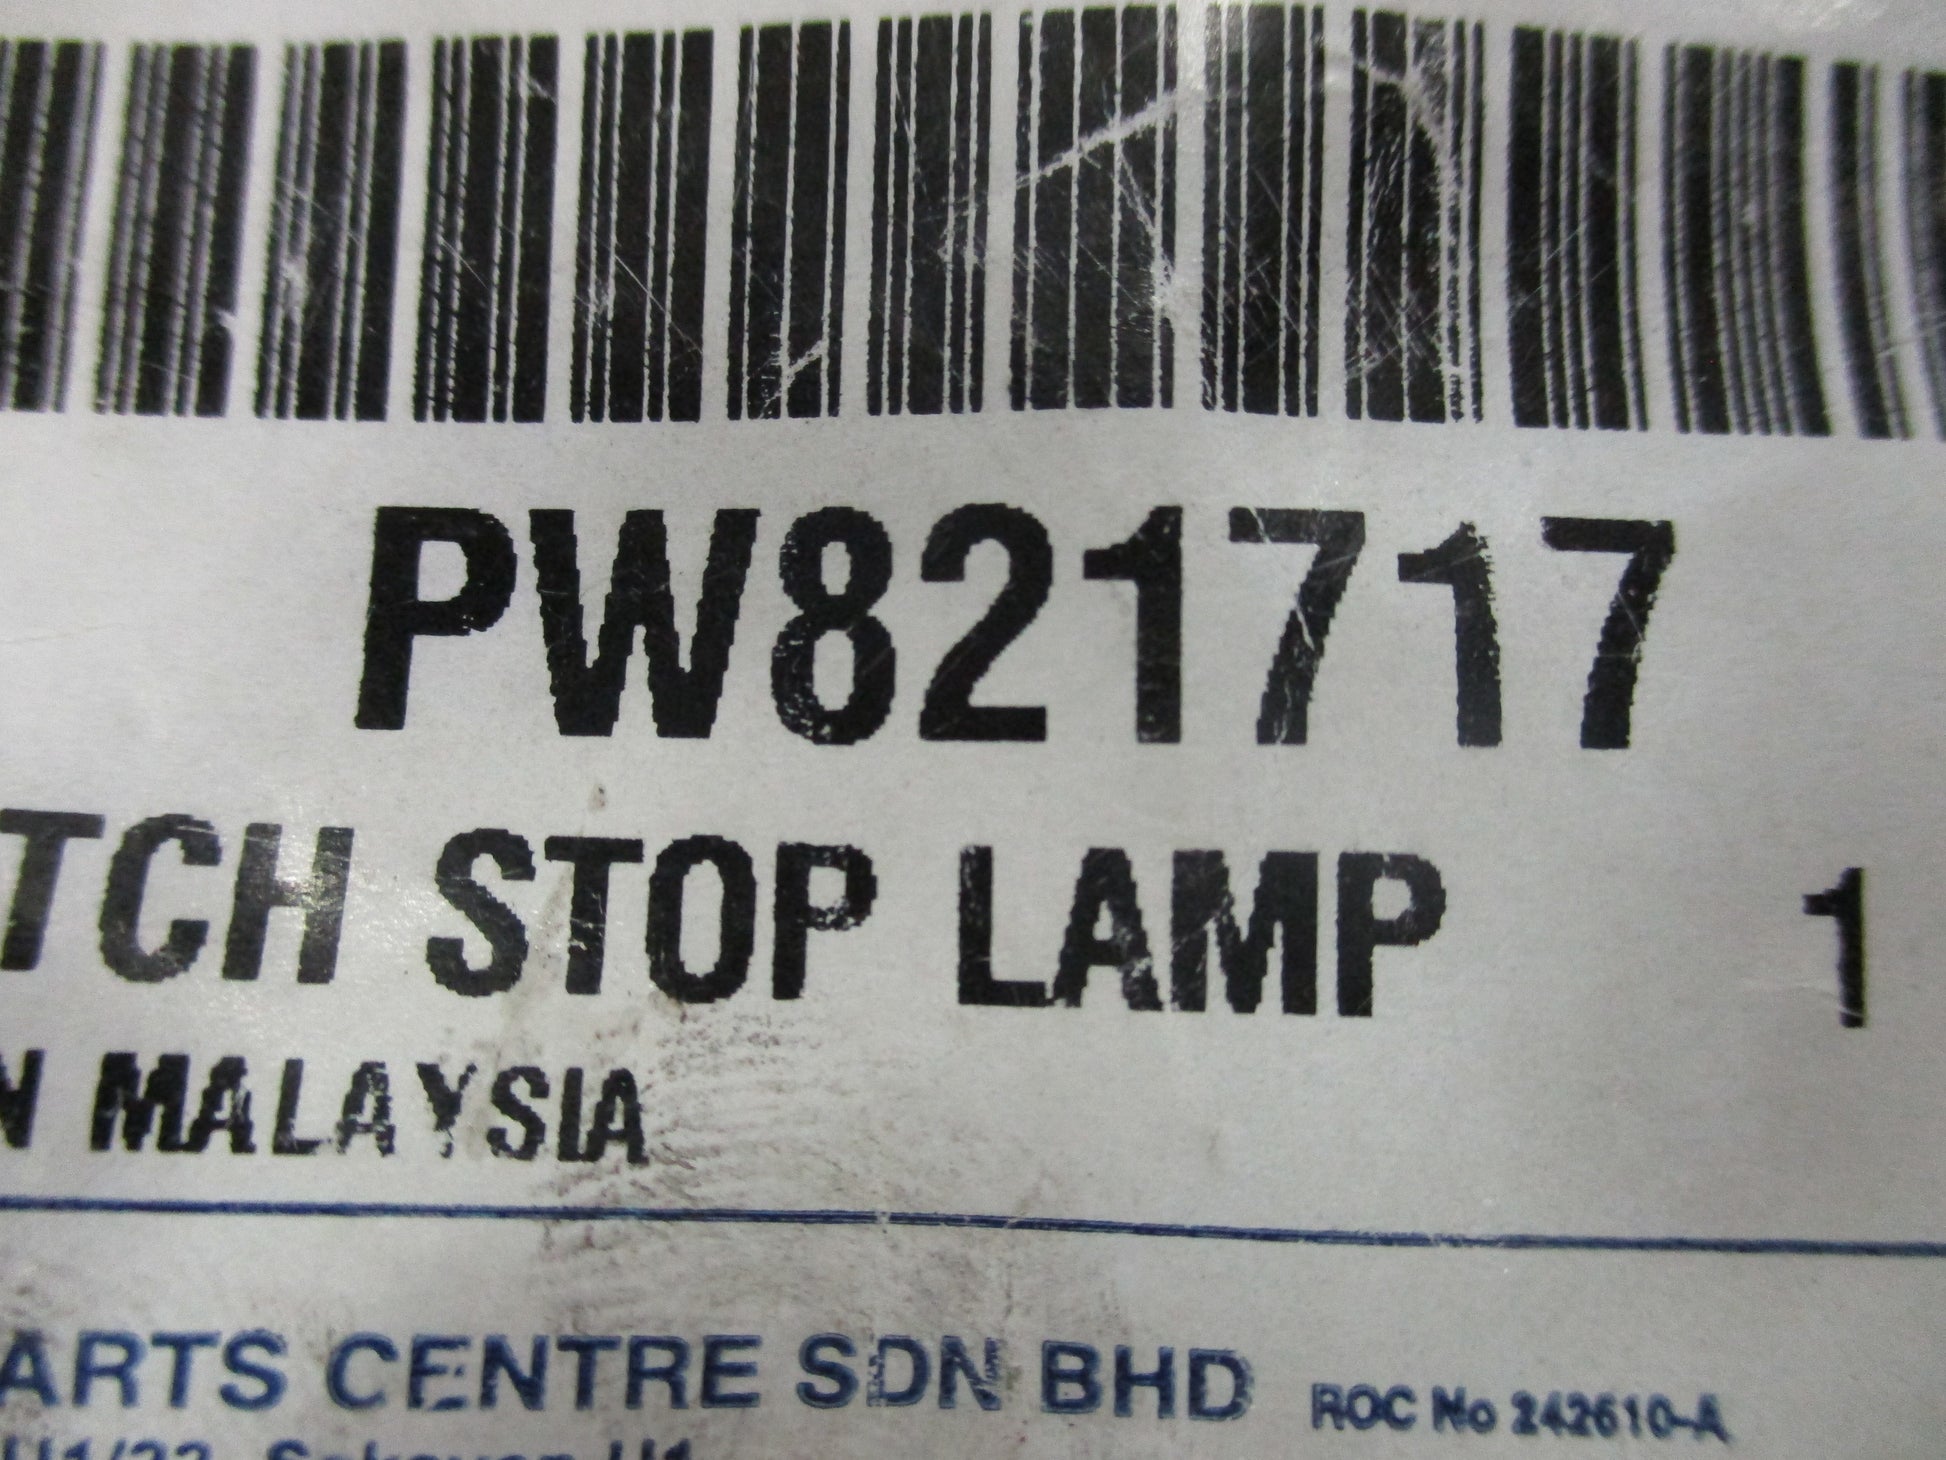 PW821717
TCH STOP LAMP 1
N MALAYSIA
ARTS CENTRE SDN BHD ROC No 242610-A